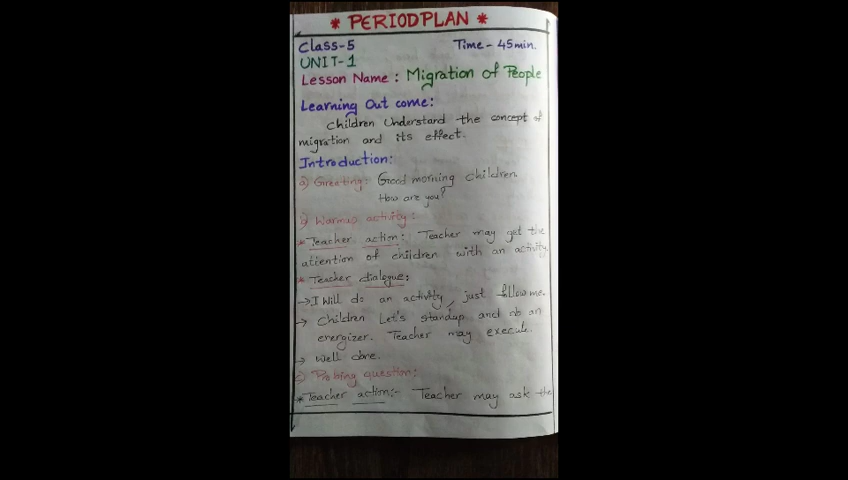 * PERIOD PLAN *
Class-5 Time - 45min.
UNIT-1
Lesson Name : Migration of People
Learning Out come:
Children Understand the concept of
migration and its effect.
Introduction:
a) Greeting: Good morning children.
How are you?
b) Warmup activity:
* Teacher action: Teacher may get the
attention of children with an activity
* Teacher dialogue:
→ I Will do an activity, just follow me.
→ Children Let's standup and do an
energizer. Teacher may execute.
→ Well done.
c) Probing question:
* Teacher action:- Teacher may ask the